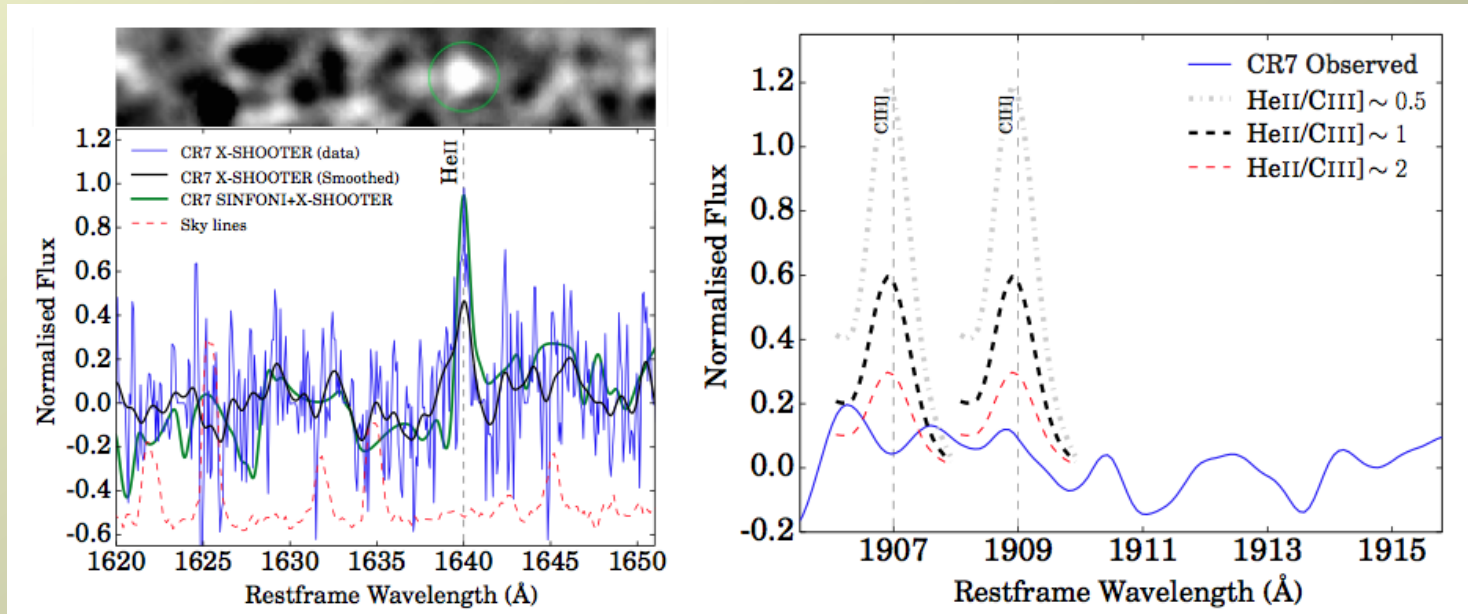 1.2
1.0
0.8
0.6
0.4
0.2
0.0
-0.2
-0.4
-0.6
Normalised Flux
CR7 X-SHOOTER (data)
CR7 X-SHOOTER (Smoothed)
CR7 SINFONI+X-SHOOTER
Sky lines
HeII
1620 1625 1630 1635 1640 1645 1650
Restframe Wavelength (Å)
1.2
1.0
0.8
0.6
0.4
0.2
0.0
-0.2
Normalised Flux
CIII]
CIII]
CR7 Observed
HeII/CIII] ~ 0.5
HeII/CIII] ~ 1
HeII/CIII] ~ 2
1907 1909 1911 1913 1915
Restframe Wavelength (Å)